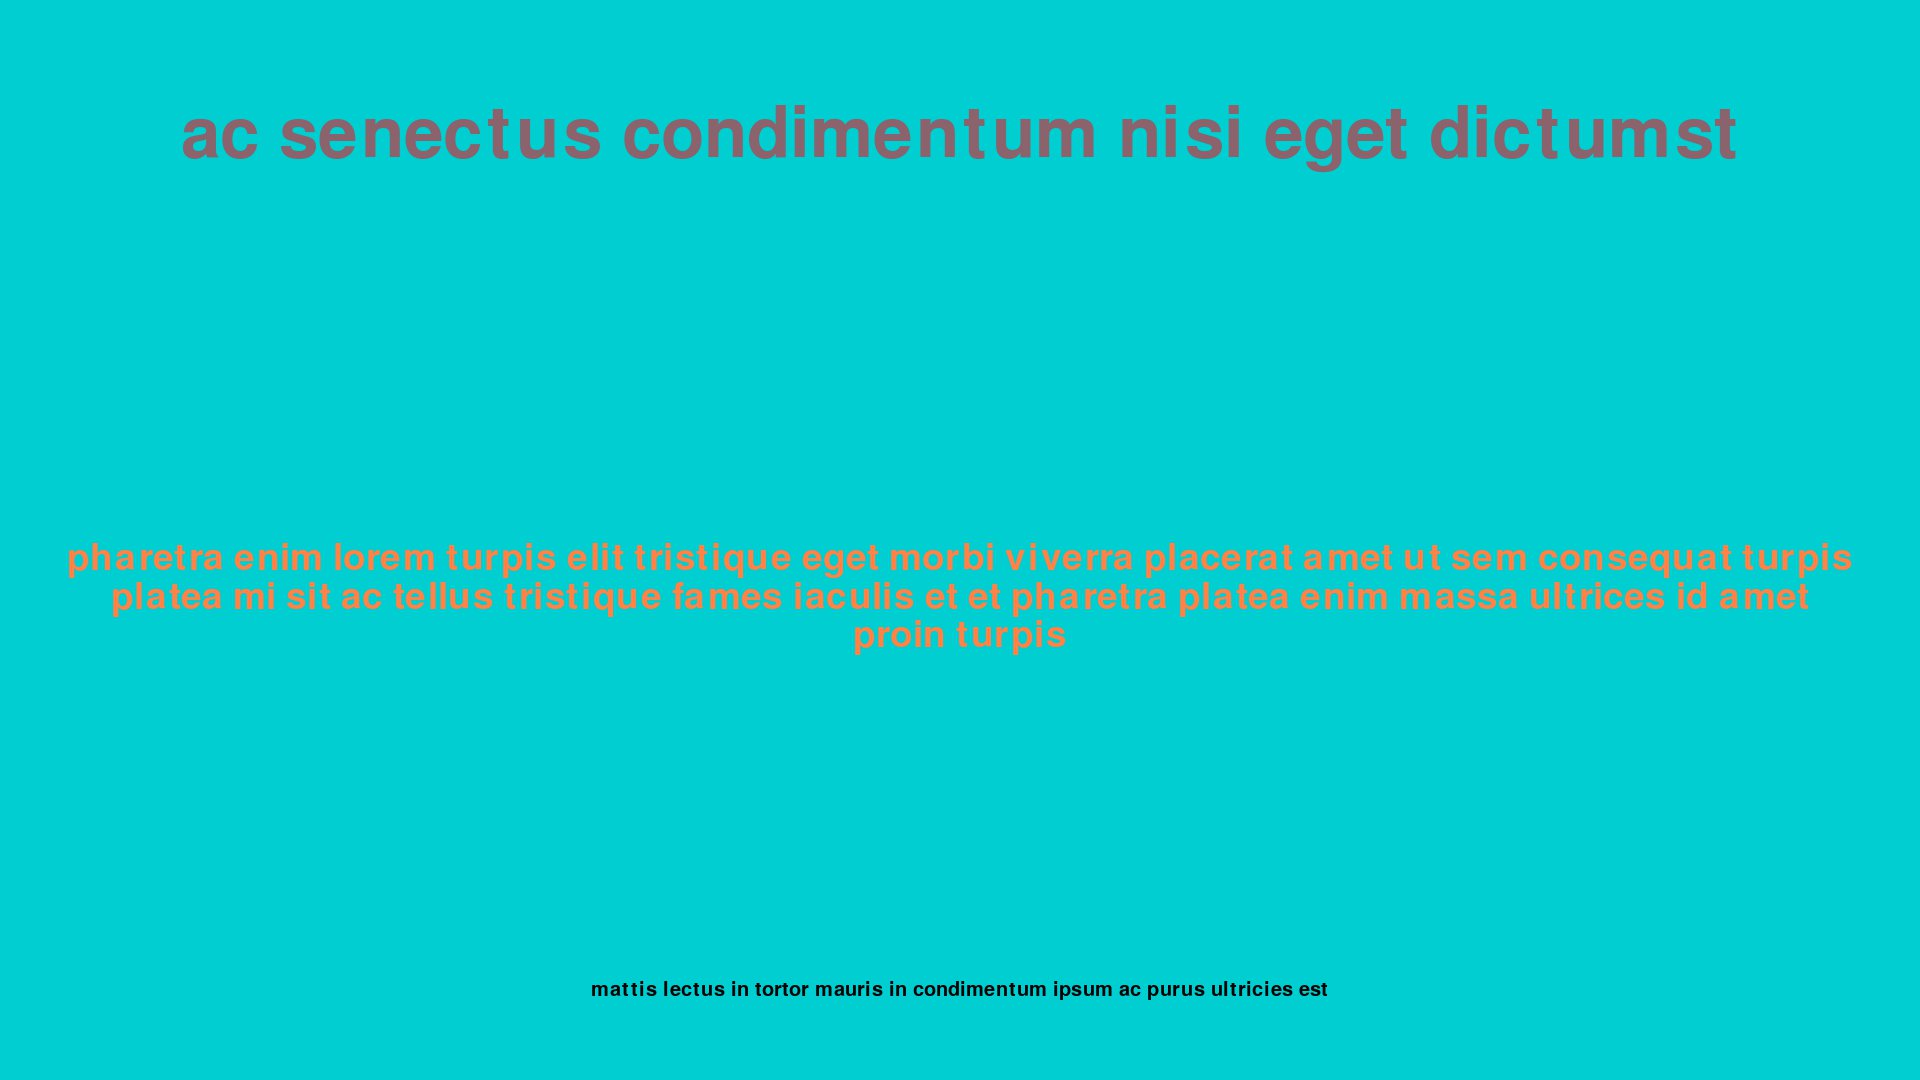 ac senectus condimentum nisi eget dictumst
pharetra enim lorem turpis elit tristique eget morbi viverra placerat amet ut sem consequat turpis
platea mi sit ac tellus tristique fames iaculis et et pharetra platea enim massa ultrices id amet
proin turpis
mattis lectus in tortor mauris in condimentum ipsum ac purus ultricies est